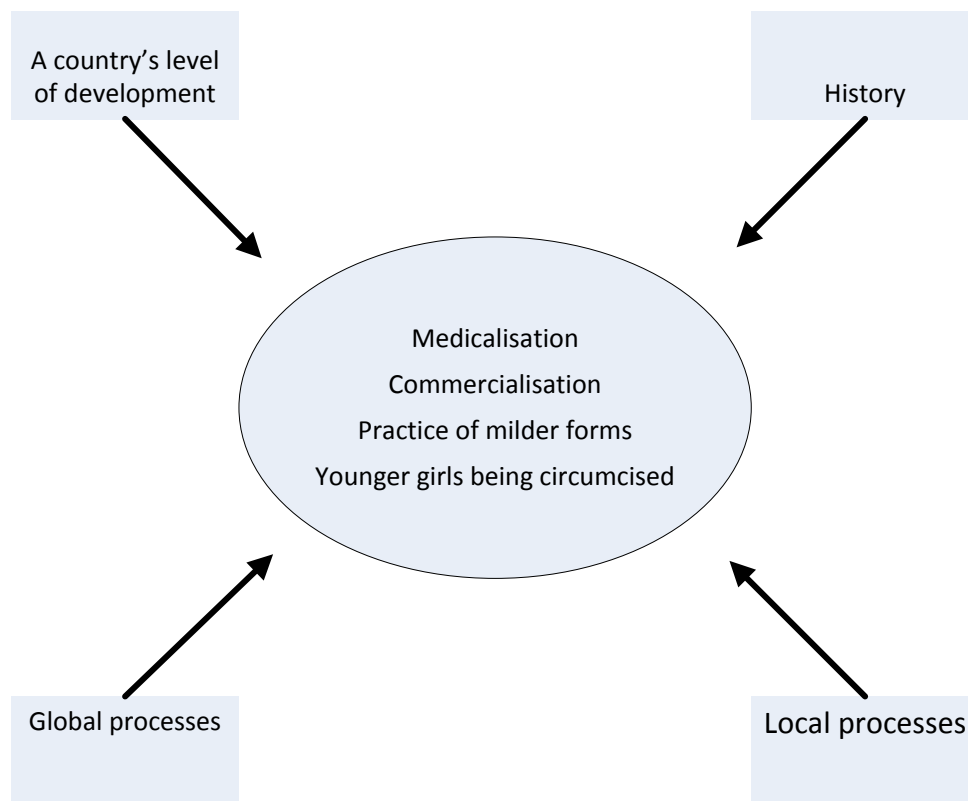 A country’s level
of development
History
Medicalisation
Commercialisation
Practice of milder forms
Younger girls being circumcised
Global processes
Local processes